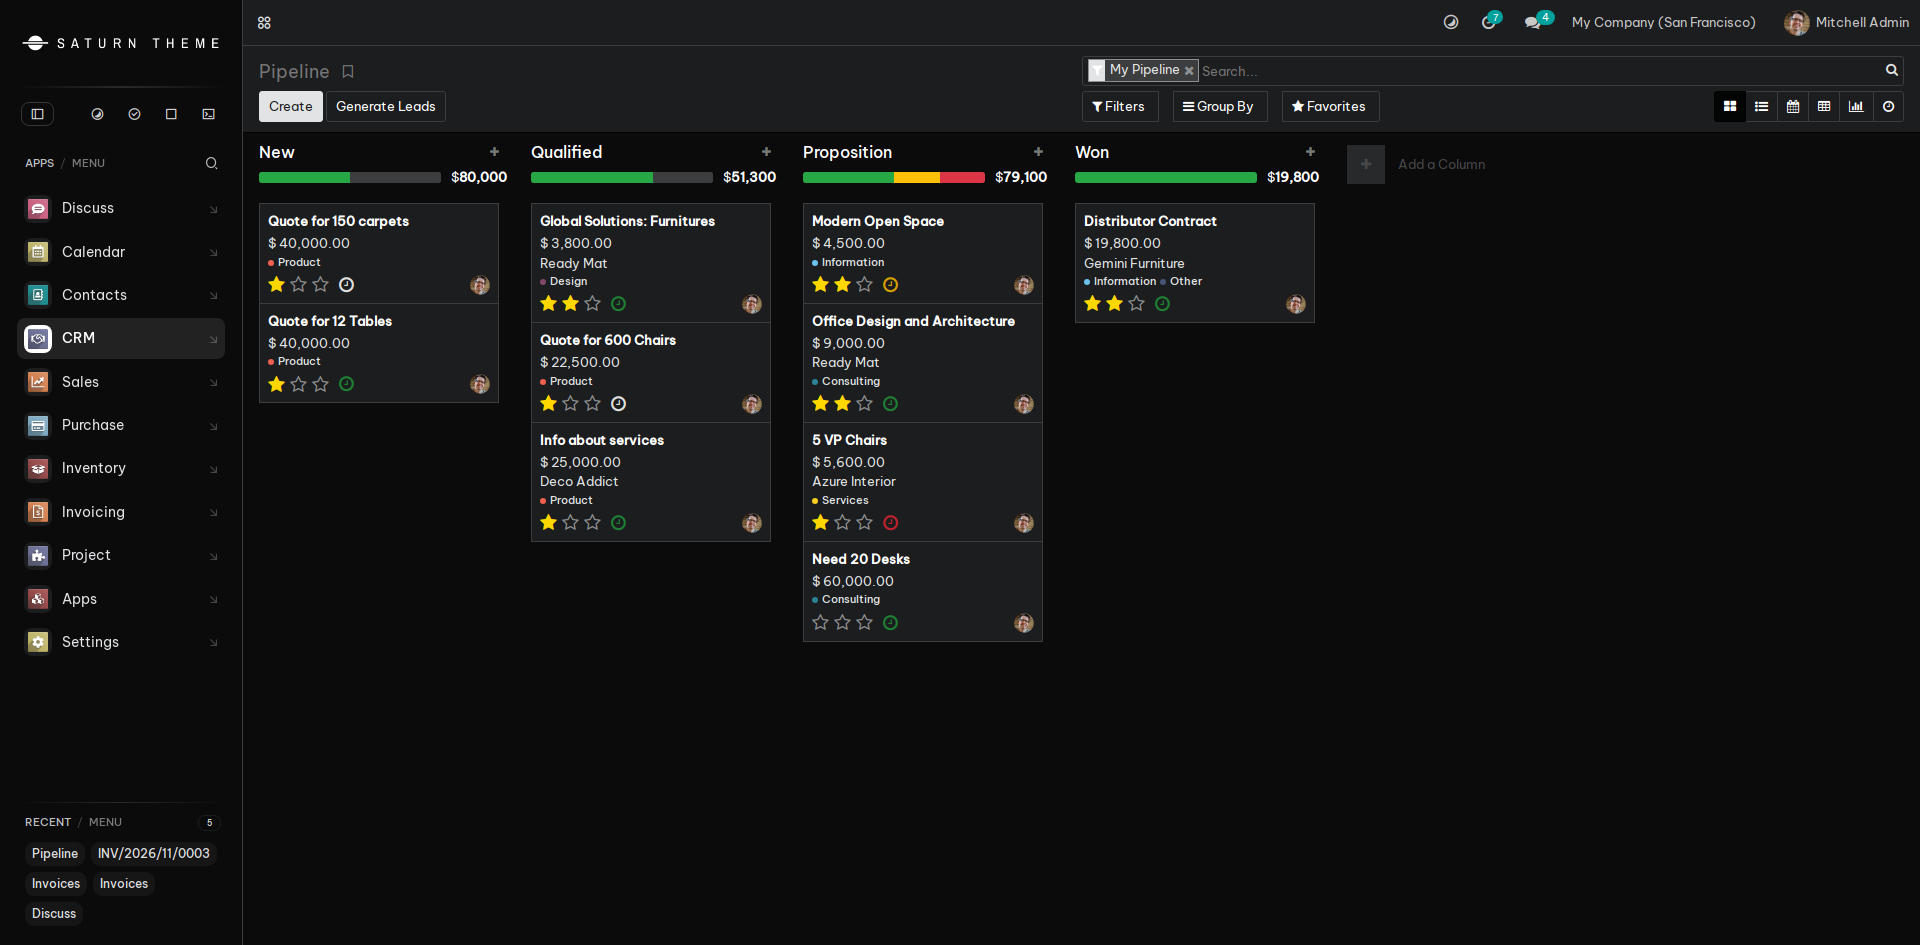 SATURN THEME
APPS / MENU
Discuss
Calendar
Contacts
CRM
Sales
Purchase
Inventory
Invoicing
Project
Apps
Settings
RECENT / MENU 5
Pipeline INV/2026/11/0003
Invoices Invoices
Discuss
7 4 My Company (San Francisco) Mitchell Admin
Pipeline
My Pipeline Search...
Create Generate Leads
Filters Group By Favorites
New
$80,000
Quote for 150 carpets
$ 40,000.00
Product
Quote for 12 Tables
$ 40,000.00
Product
Qualified
$51,300
Global Solutions: Furnitures
$ 3,800.00
Ready Mat
Design
Quote for 600 Chairs
$ 22,500.00
Product
Info about services
$ 25,000.00
Deco Addict
Product
Proposition
$79,100
Modern Open Space
$ 4,500.00
Information
Office Design and Architecture
$ 9,000.00
Ready Mat
Consulting
5 VP Chairs
$ 5,600.00
Azure Interior
Services
Need 20 Desks
$ 60,000.00
Consulting
Won
$19,800
Distributor Contract
$ 19,800.00
Gemini Furniture
Information Other
Add a Column